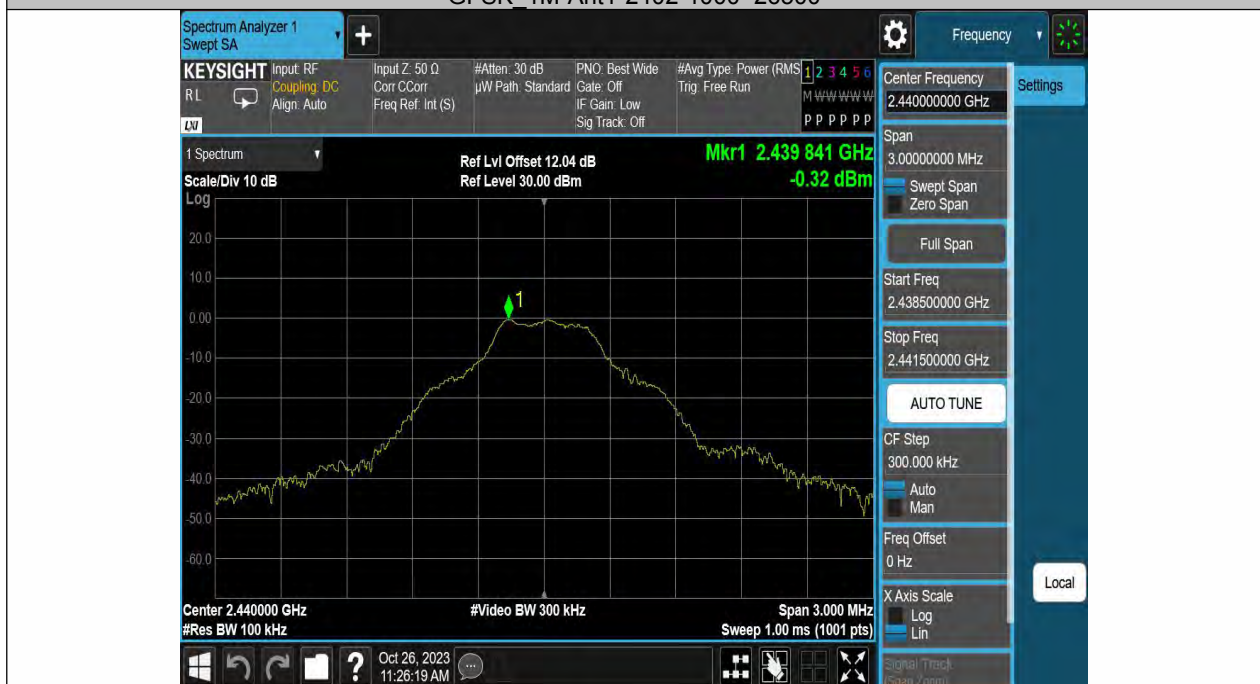 Spectrum Analyzer 1
Swept SA
+
Frequency
KEYSIGHT
RL
LXI
Input: RF
Coupling: DC
Align: Auto
Input Z: 50 Ω
Corr CCorr
Freq Ref: Int (S)
#Atten: 30 dB
µW Path: Standard
PNO: Best Wide
Gate: Off
IF Gain: Low
Sig Track: Off
#Avg Type: Power (RMS
Trig: Free Run
1 2 3 4 5 6
M W W W W W
P P P P P P
1 Spectrum
Scale/Div 10 dB
Log
Ref Lvl Offset 12.04 dB
Ref Level 30.00 dBm
Mkr1 2.439 841 GHz
-0.32 dBm
20.0
10.0
0.00
-10.0
-20.0
-30.0
-40.0
-50.0
-60.0
1
Center 2.440000 GHz
#Res BW 100 kHz
#Video BW 300 kHz
Span 3.000 MHz
Sweep 1.00 ms (1001 pts)
?
Oct 26, 2023
11:26:19 AM
Center Frequency
2.440000000 GHz
Settings
Span
3.00000000 MHz
Swept Span
Zero Span
Full Span
Start Freq
2.438500000 GHz
Stop Freq
2.441500000 GHz
AUTO TUNE
CF Step
300.000 kHz
Auto
Man
Freq Offset
0 Hz
X Axis Scale
Log
Lin
Signal Track
(Span Zoom)
Local